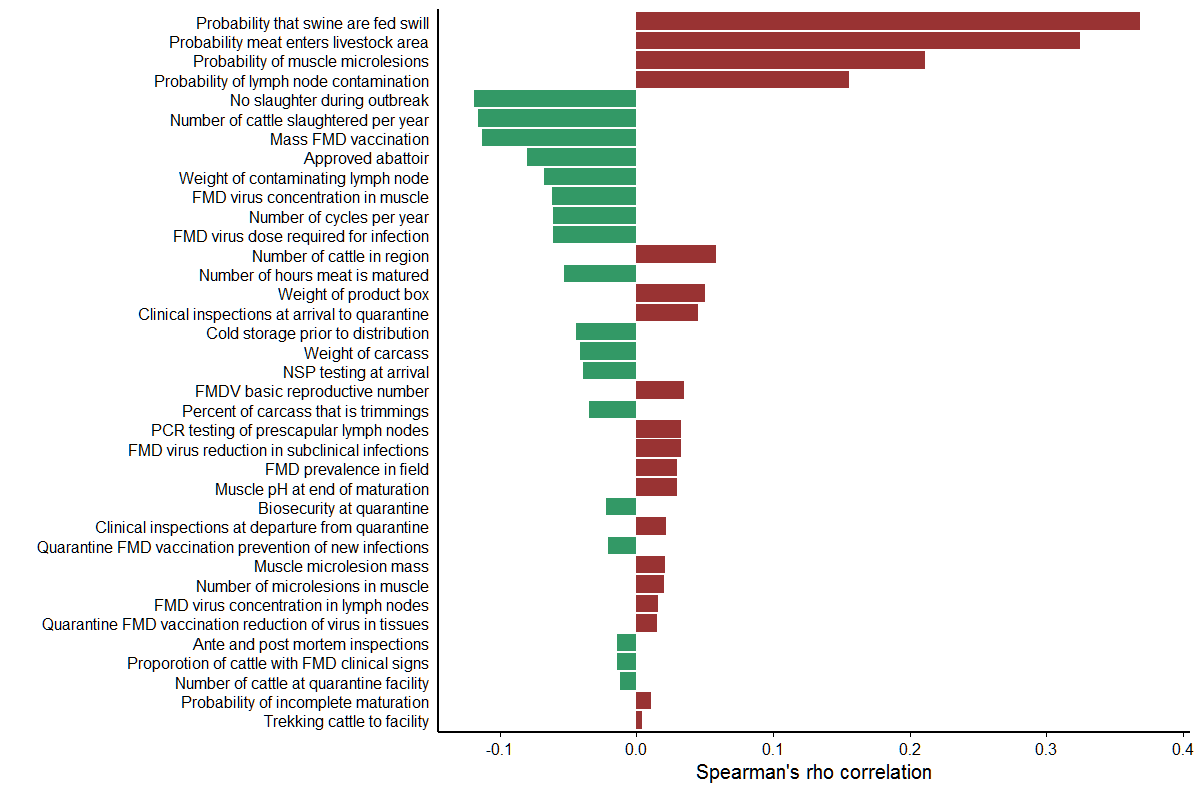 Probability that swine are fed swill
Probability meat enters livestock area
Probability of muscle microlesions
Probability of lymph node contamination
No slaughter during outbreak
Number of cattle slaughtered per year
Mass FMD vaccination
Approved abattoir
Weight of contaminating lymph node
FMD virus concentration in muscle
Number of cycles per year
FMD virus dose required for infection
Number of cattle in region
Number of hours meat is matured
Weight of product box
Clinical inspections at arrival to quarantine
Cold storage prior to distribution
Weight of carcass
NSP testing at arrival
FMDV basic reproductive number
Percent of carcass that is trimmings
PCR testing of prescapular lymph nodes
FMD virus reduction in subclinical infections
FMD prevalence in field
Muscle pH at end of maturation
Biosecurity at quarantine
Clinical inspections at departure from quarantine
Quarantine FMD vaccination prevention of new infections
Muscle microlesion mass
Number of microlesions in muscle
FMD virus concentration in lymph nodes
Quarantine FMD vaccination reduction of virus in tissues
Ante and post mortem inspections
Proporotion of cattle with FMD clinical signs
Number of cattle at quarantine facility
Probability of incomplete maturation
Trekking cattle to facility
-0.1 0.0 0.1 0.2 0.3 0.4
Spearman's rho correlation